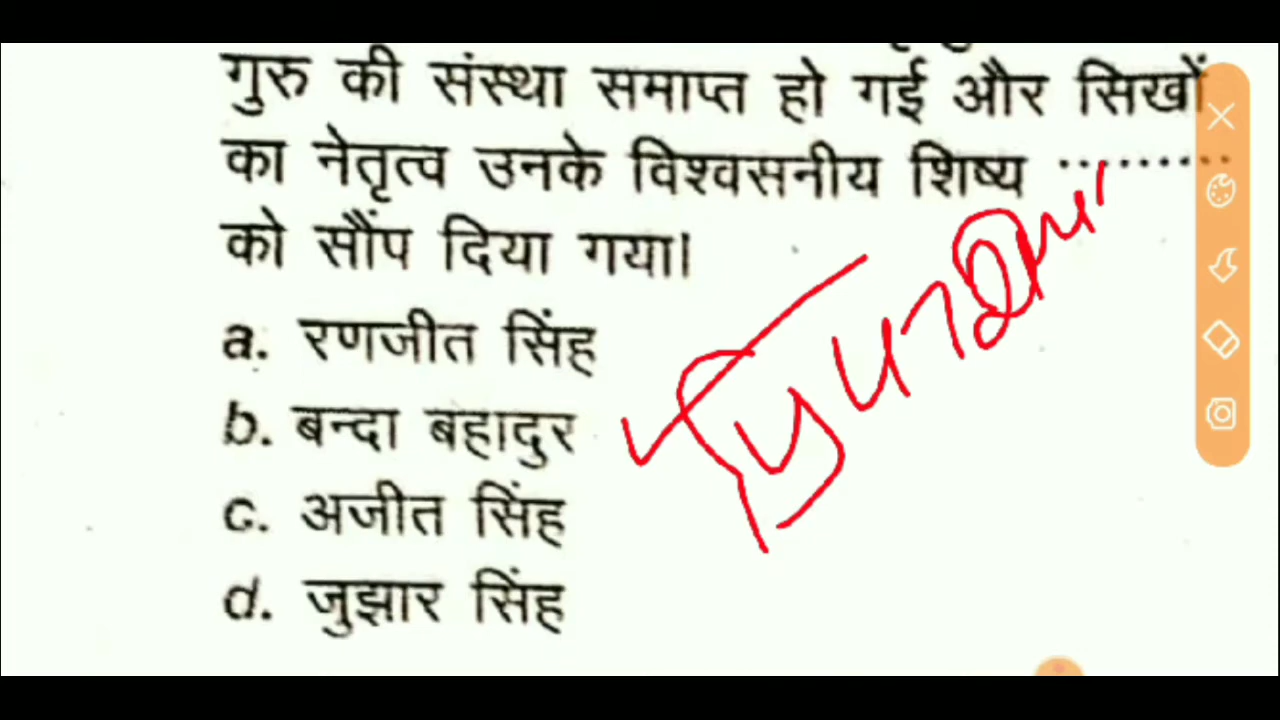 गुरु की संस्था समाप्त हो गई और सिखों
का नेतृत्व उनके विश्वसनीय शिष्य .........
को सौंप दिया गया।
a. रणजीत सिंह
b. बन्दा बहादुर
c. अजीत सिंह
d. जुझार सिंह